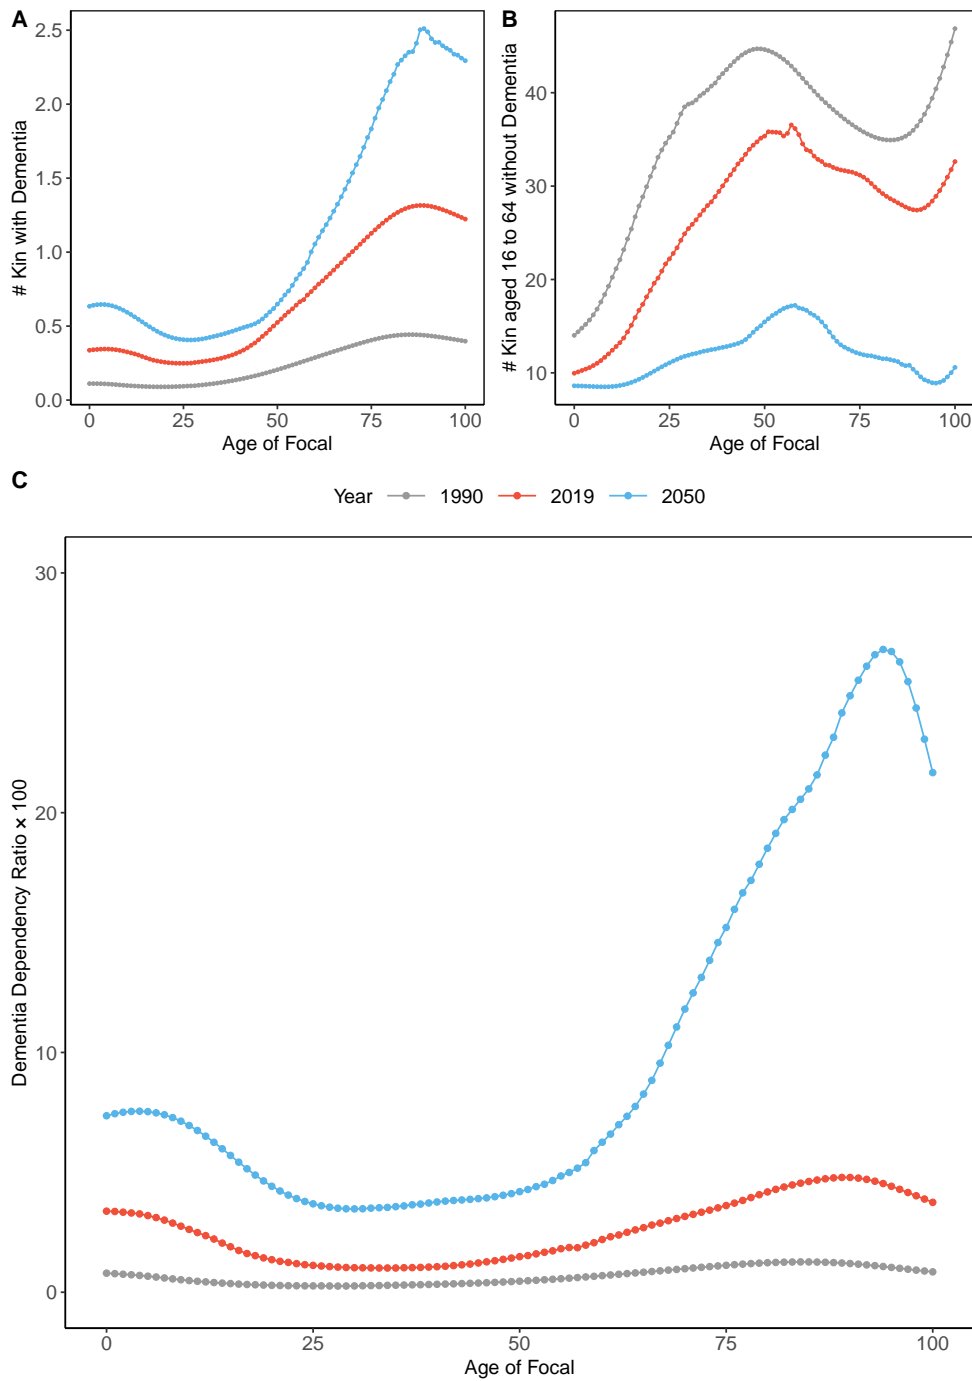 A
# Kin with Dementia
2.5
2.0
1.5
1.0
0.5
0.0
0 25 50 75 100
Age of Focal
B
# Kin aged 16 to 64 without Dementia
40
30
20
10
0 25 50 75 100
Age of Focal
C
Year 1990 2019 2050
Dementia Dependency Ratio × 100
30
20
10
0
0 25 50 75 100
Age of Focal